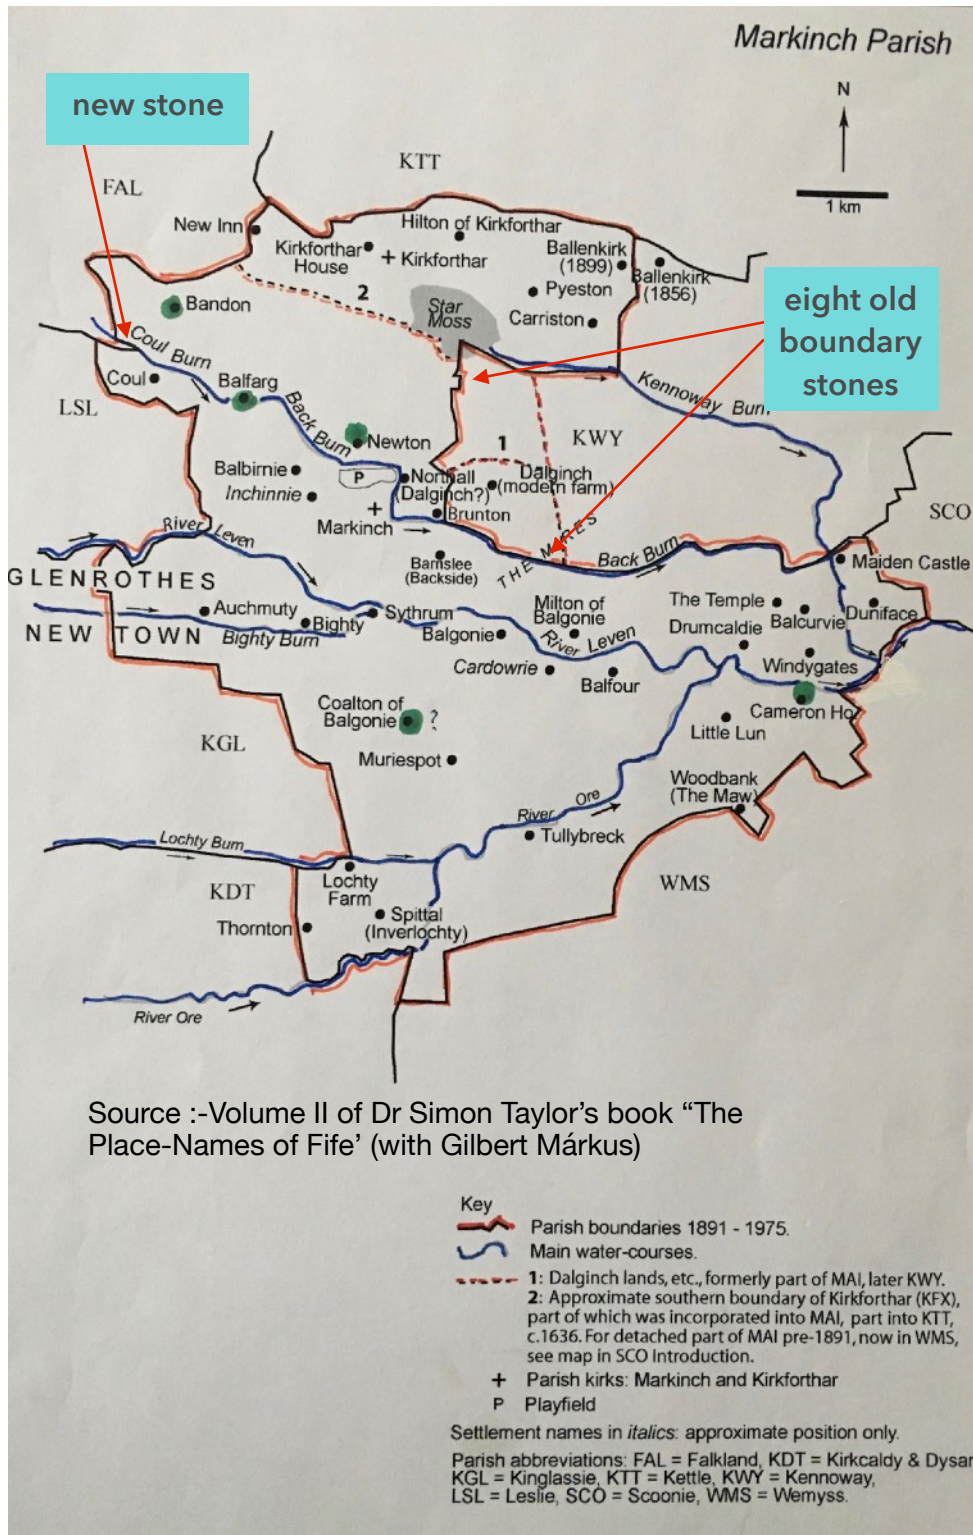 Markinch Parish
new stone
N
1 km
KTT
FAL
New Inn
Hilton of Kirkforthar
Kirkforthar
House
Kirkforthar
Ballenkirk
(1899)
Ballenkirk
(1856)
2
Pyeston
Star
Moss
Bandon
Carriston
eight old
boundary
stones
Coul Burn
Coul
Balfarg
Kennoway Burn
LSL
Back Burn
Newton
1
KWY
Balbirnie
P
Northall
(Dalginch?)
Dalginch
(modern farm)
Inchinnie
Markinch
Brunton
SCO
River Leven
THE MIRES
Back Burn
Barnslee
(Backside)
Maiden Castle
GLENROTHES
NEW TOWN
Auchmuty
Bighty
Sythrum
Bighty Burn
Milton of
Balgonie
The Temple
Balcurvie
Duniface
Balgonie
River Leven
Drumcaldie
Cardowrie
Balfour
Windygates
Coalton of
Balgonie
?
Cameron Ho
Little Lun
KGL
Muriespot
Woodbank
(The Maw)
River Ore
Lochty Burn
Tullybreck
KDT
Lochty
Farm
WMS
Spittal
(Inverlochty)
Thornton
River Ore
Source :-Volume II of Dr Simon Taylor’s book “The
Place-Names of Fife’ (with Gilbert Márkus)
Key
Parish boundaries 1891 - 1975.
Main water-courses.
1: Dalginch lands, etc., formerly part of MAI, later KWY.
2: Approximate southern boundary of Kirkforthar (KFX),
part of which was incorporated into MAI, part into KTT,
c.1636. For detached part of MAI pre-1891, now in WMS,
see map in SCO Introduction.
+ Parish kirks: Markinch and Kirkforthar
P Playfield
Settlement names in italics: approximate position only.
Parish abbreviations: FAL = Falkland, KDT = Kirkcaldy & Dysar
KGL = Kinglassie, KTT = Kettle, KWY = Kennoway,
LSL = Leslie, SCO = Scoonie, WMS = Wemyss.